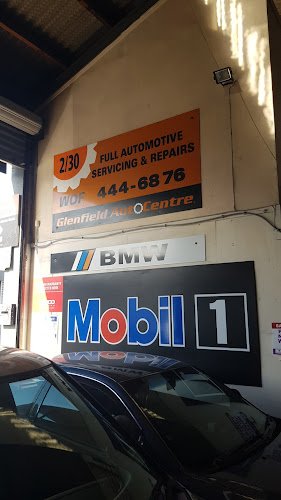 2/30
FULL AUTOMOTIVE
SERVICING & REPAIRS
WOF 444-6876
Glenfield AutoCentre
BMW
Mobil 1